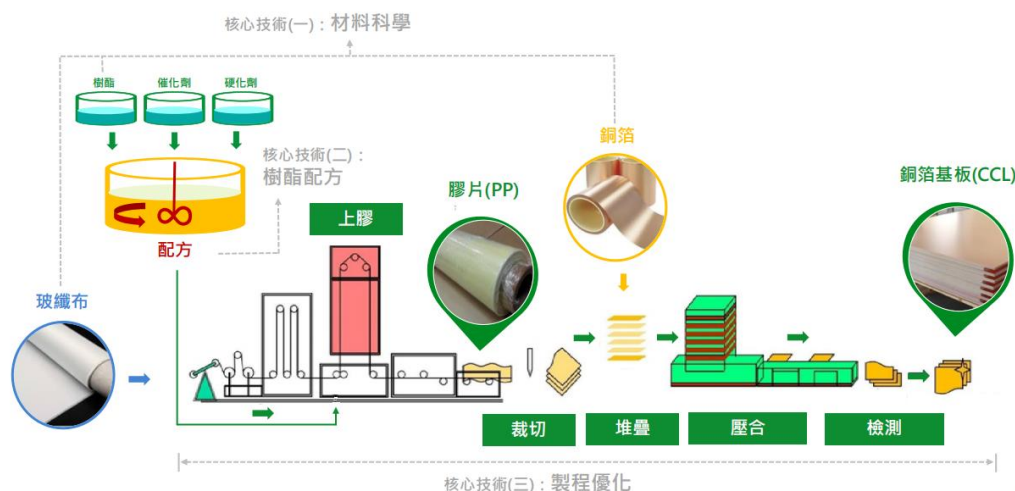 核心技術(一)：材料科學
樹酯
催化劑
硬化劑
核心技術(二)：
樹酯配方
配方
玻纖布
上膠
膠片(PP)
銅箔
銅箔基板(CCL)
裁切
堆疊
壓合
檢測
核心技術(三)：製程優化